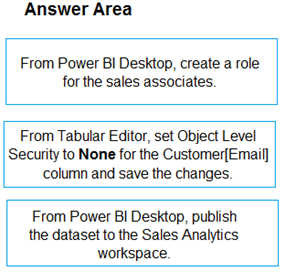 Answer Area
From Power BI Desktop, create a role
for the sales associates.
From Tabular Editor, set Object Level
Security to None for the Customer[Email]
column and save the changes.
From Power BI Desktop, publish
the dataset to the Sales Analytics
workspace.